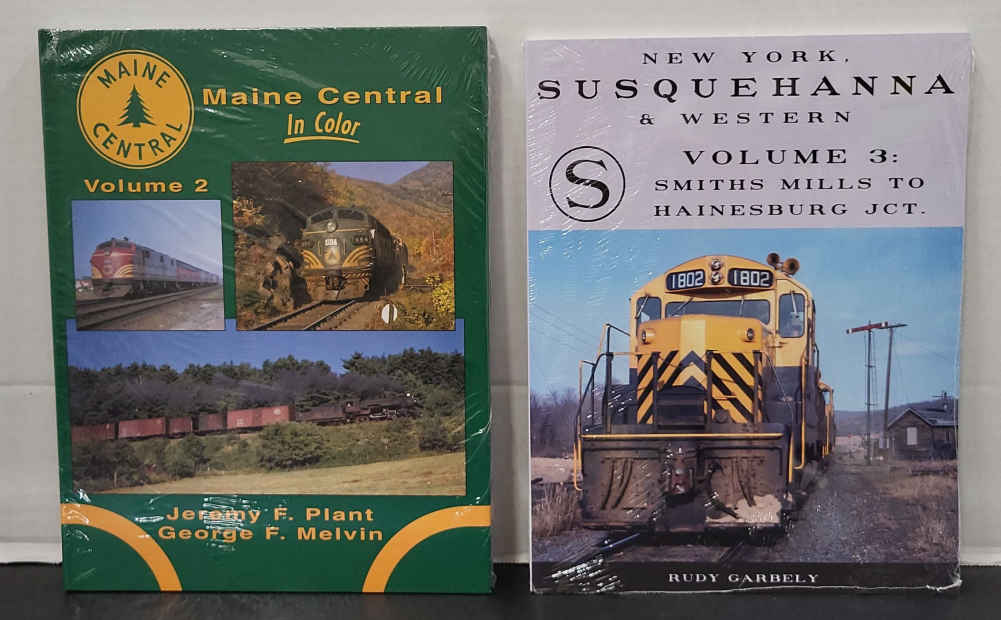 MAINE
CENTRAL
Maine Central
In Color
Volume 2
Jeremy F. Plant
George F. Melvin
NEW YORK,
SUSQUEHANNA
& WESTERN
S
VOLUME 3:
SMITHS MILLS TO
HAINESBURG JCT.
1802 1802
RUDY GARBELY